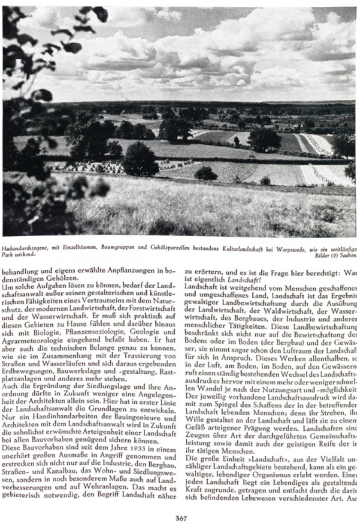 Heckendurchzogene, mit Einzelbäumen, Baumgruppen und Gehölzparzellen bestandene Kulturlandschaft bei Worpswede, wie ein weitläufiger
Park wirkend.
Bilder (2) Seebem
behandlung und eigens erwählte Anpflanzungen in bo-
denständigen Gehölzen.
Um solche Aufgaben lösen zu können, bedarf der Land-
schaftsanwalt außer seinen gestalterischen und künstle-
rischen Fähigkeiten eines Vertrautseins mit dem Natur-
schutz, der modernen Landwirtschaft, der Forstwirtschaft
und der Wasserwirtschaft. Er muß sich praktisch auf
diesen Gebieten zu Hause fühlen und darüber hinaus
sich mit Biologie, Pflanzensoziologie, Geologie und
Agrarmeteorologie eingehend befaßt haben. Er hat
aber auch die technischen Belange genau zu kennen,
wie sie im Zusammenhang mit der Trassierung von
Straßen und Wasserläufen und sich daraus ergebenden
Erdbewegungen, Bauwerkslage und -gestaltung, Rast-
platzanlagen und anderes mehr stehen.
Auch die Ergründung der Siedlungslage und ihre An-
ordnung dürfte in Zukunft weniger eine Angelegen-
heit der Architekten allein sein. Hier hat in erster Linie
der Landschaftsanwalt die Grundlagen zu entwickeln.
Nur ein Handinhandarbeiten der Bauingenieure und
Architekten mit dem Landschaftsanwalt wird in Zukunft
die schnellst erwünschten Arteigenheit einer Landschaft
bei allen Bauvorhaben genügend sichern können.
Diese Bauvorhaben sind seit dem Jahre 1933 in einem
unerhört großen Ausmaße in Angriff genommen und
erstrecken sich nicht nur auf die Industrie, den Bergbau,
Straßen- und Kanalbau, das Wohn- und Siedlungswe-
sen, sondern in noch besonderem Maße auch auf Land-
verbesserungen und auf Wehranlagen. Das macht es
gebieterisch notwendig, den Begriff Landschaft näher
zu erörtern, und es ist die Frage hier berechtigt: Was
ist eigentlich Landschaft?
Landschaft ist weitgehend vom Menschen geschaffenes
und umgeschaffenes Land, Landschaft ist das Ergebnis
gewaltiger Landbewirtschaftung durch die Ausübung
der Landwirtschaft, der Waldwirtschaft, der Wasser-
wirtschaft, des Bergbaues, der Industrie und anderer
menschlicher Tätigkeiten. Diese Landbewirtschaftung
beschränkt sich nicht nur auf die Bewirtschaftung des
Bodens oder im Boden (der Bergbau) und der Gewäs-
ser, sie nimmt sogar schon den Luftraum der Landschaft
für sich in Anspruch. Dieses Werken allenthalben, so
in der Luft, am Boden, im Boden, auf den Gewässern
ruft einen ständig bestehenden Wechsel des Landschafts-
ausdruckes hervor mit einem mehr oder weniger schnel-
len Wandel je nach der Nutzungsart und -möglichkeit.
Der jeweilig vorhandene Landschaftsausdruck wird da-
mit zum Spiegel des Schaffens der in der betreffenden
Landschaft lebenden Menschen; denn ihr Streben, ihr
Wille gestaltet an der Landschaft und läßt sie zu einem
Gefäß arteigener Prägung werden. Landschaften sind
Zeugen über Art der durchgeführten Gemeinschafts-
leistung sowie damit auch der geistigen Reife der in
ihr tätigen Menschen.
Die große Einheit »Landschaft«, aus der Vielfalt un-
zähliger Landschaftsgebiete bestehend, kann als ein ge-
waltiger, lebendiger Organismus erlebt werden. Einer
jeden Landschaft liegt ein Lebendiges als gestaltende
Kraft zugrunde, getragen und entfacht durch die darin
sich befindenden Lebewesen verschiedenster Art. Au
367